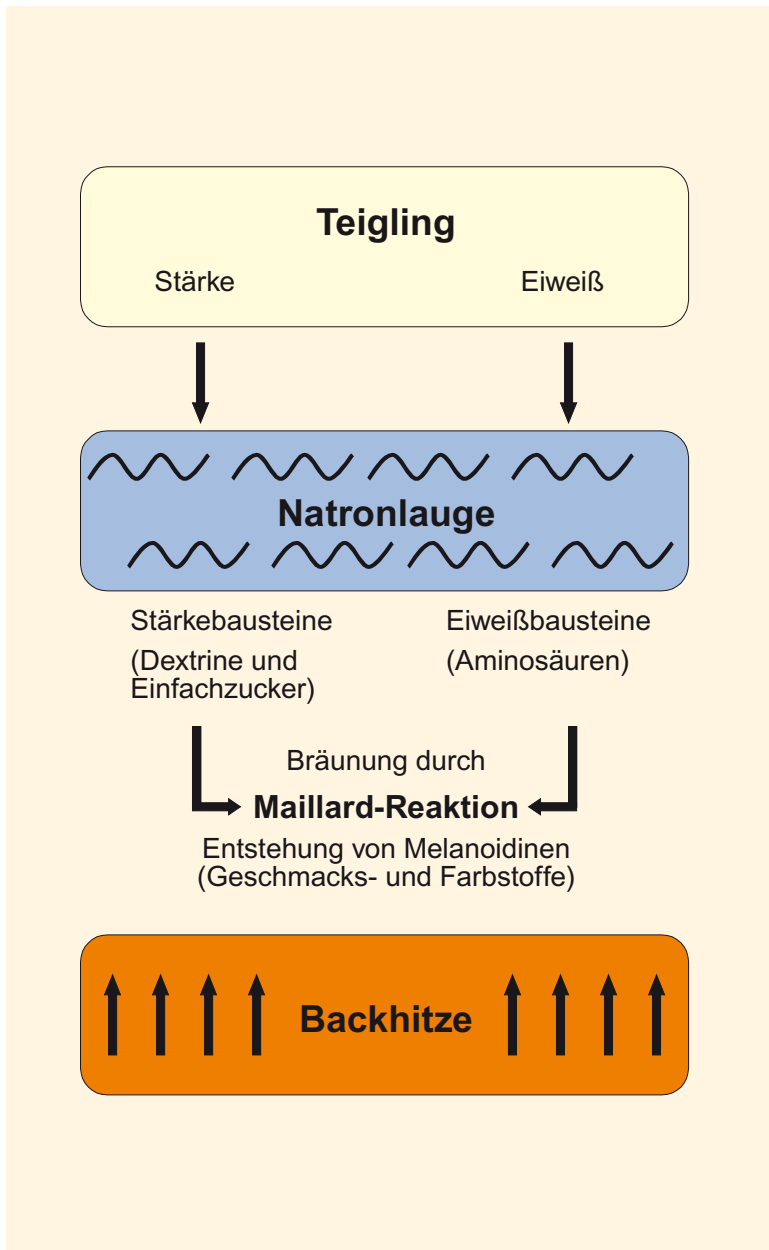 Teigling
Stärke Eiweiß
Natronlauge
Stärkebausteine
(Dextrine und
Einfachzucker)
Eiweißbausteine
(Aminosäuren)
Bräunung durch
Maillard-Reaktion
Entstehung von Melanoidinen
(Geschmacks- und Farbstoffe)
Backhitze